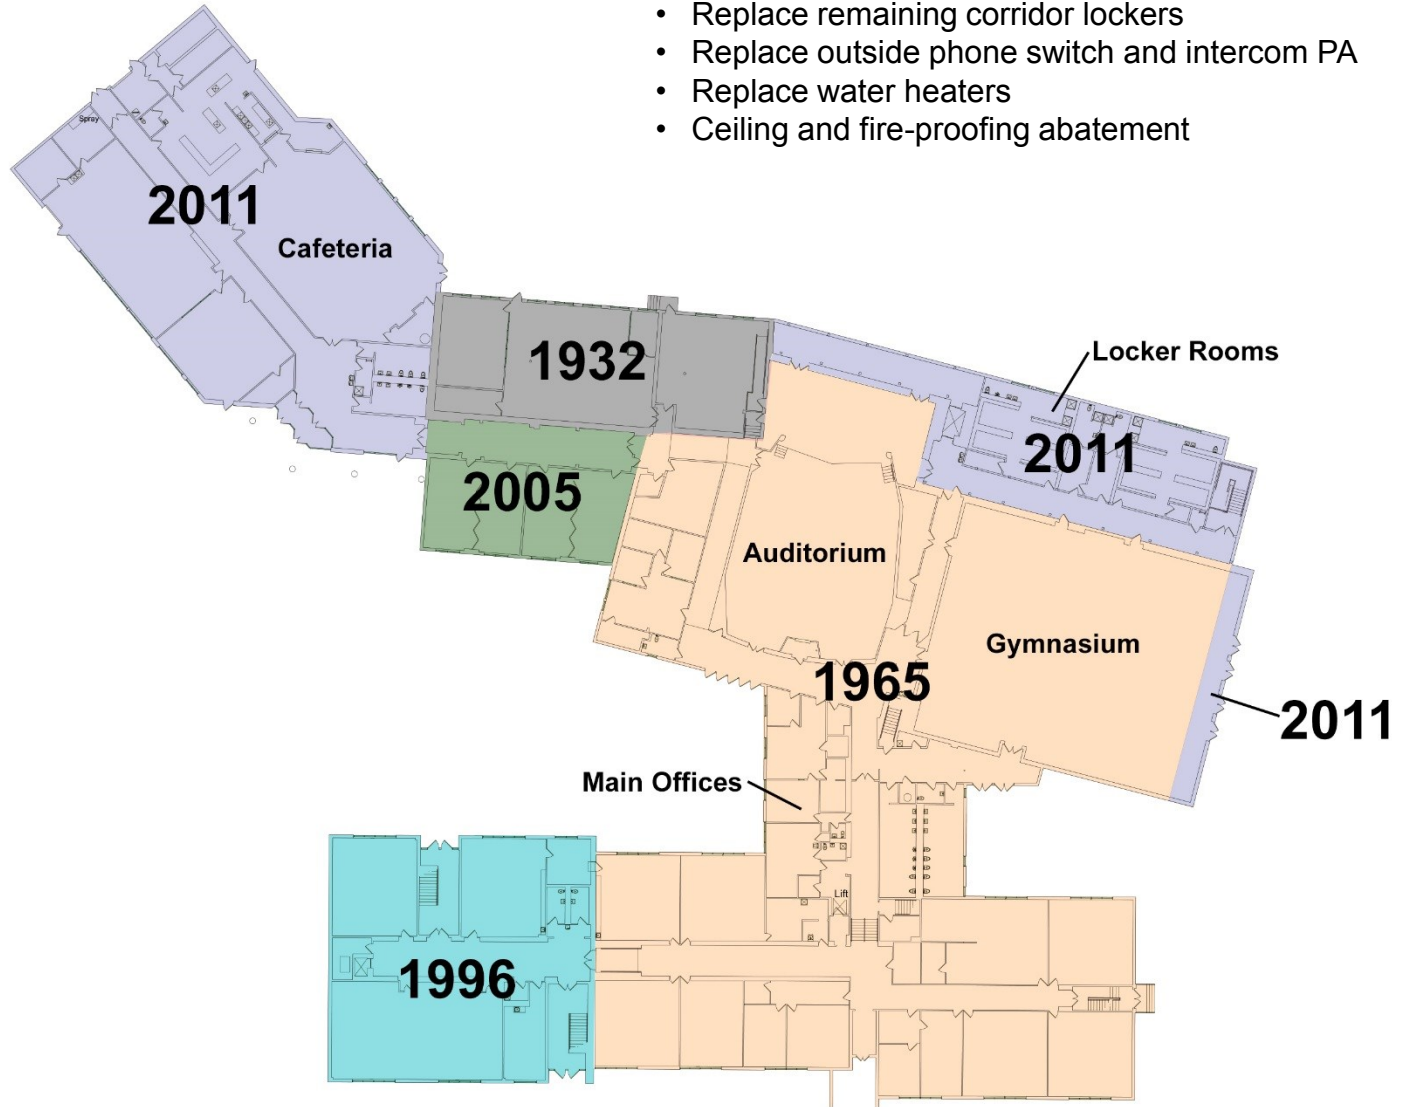 • Replace remaining corridor lockers
• Replace outside phone switch and intercom PA
• Replace water heaters
• Ceiling and fire-proofing abatement
Spray
2011
Cafeteria
1932
Locker Rooms
2011
2005
Auditorium
Gymnasium
1965
2011
Main Offices
Lift
1996